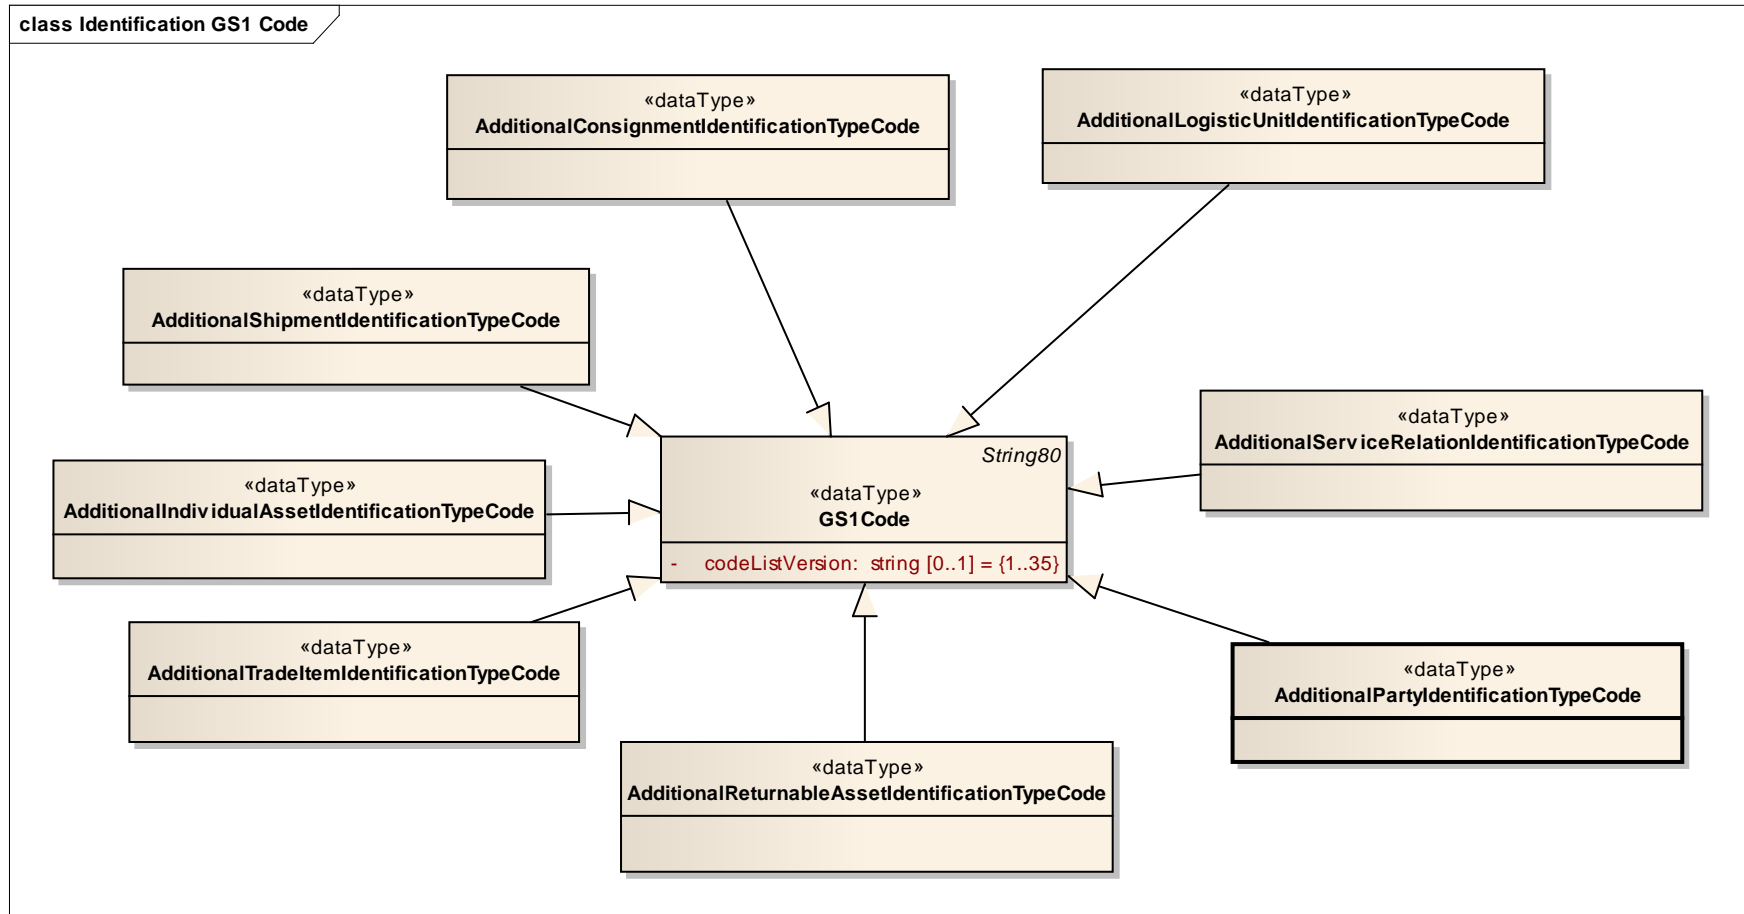 class Identification GS1 Code
«dataType»
AdditionalConsignmentIdentificationTypeCode
«dataType»
AdditionalLogisticUnitIdentificationTypeCode
«dataType»
AdditionalShipmentIdentificationTypeCode
«dataType»
AdditionalServiceRelationIdentificationTypeCode
«dataType»
AdditionalIndividualAssetIdentificationTypeCode
String80
«dataType»
GS1Code
- codeListVersion: string [0..1] = {1..35}
«dataType»
AdditionalTradeItemIdentificationTypeCode
«dataType»
AdditionalPartyIdentificationTypeCode
«dataType»
AdditionalReturnableAssetIdentificationTypeCode